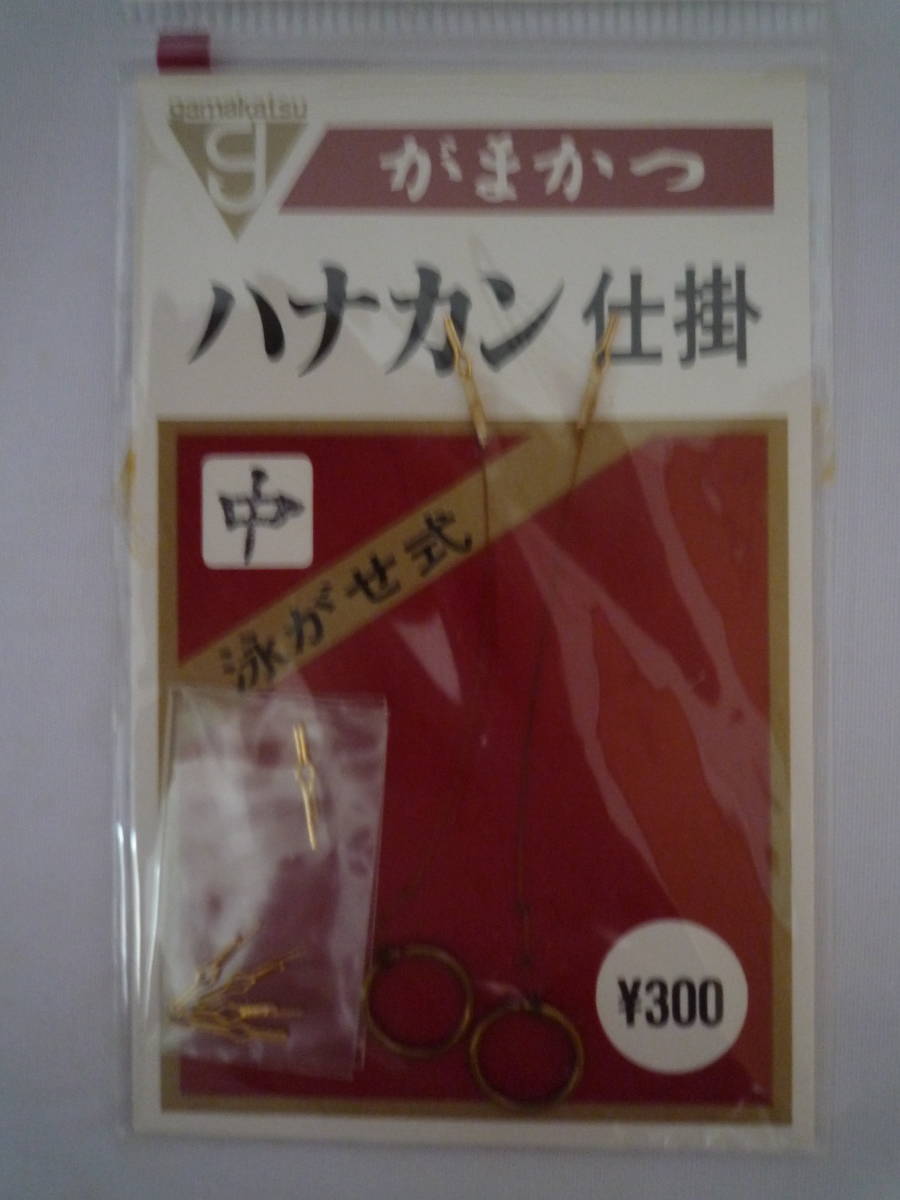 gamakatsu
g
がまかつ
ハナカン仕掛
中
泳がせ式
¥300